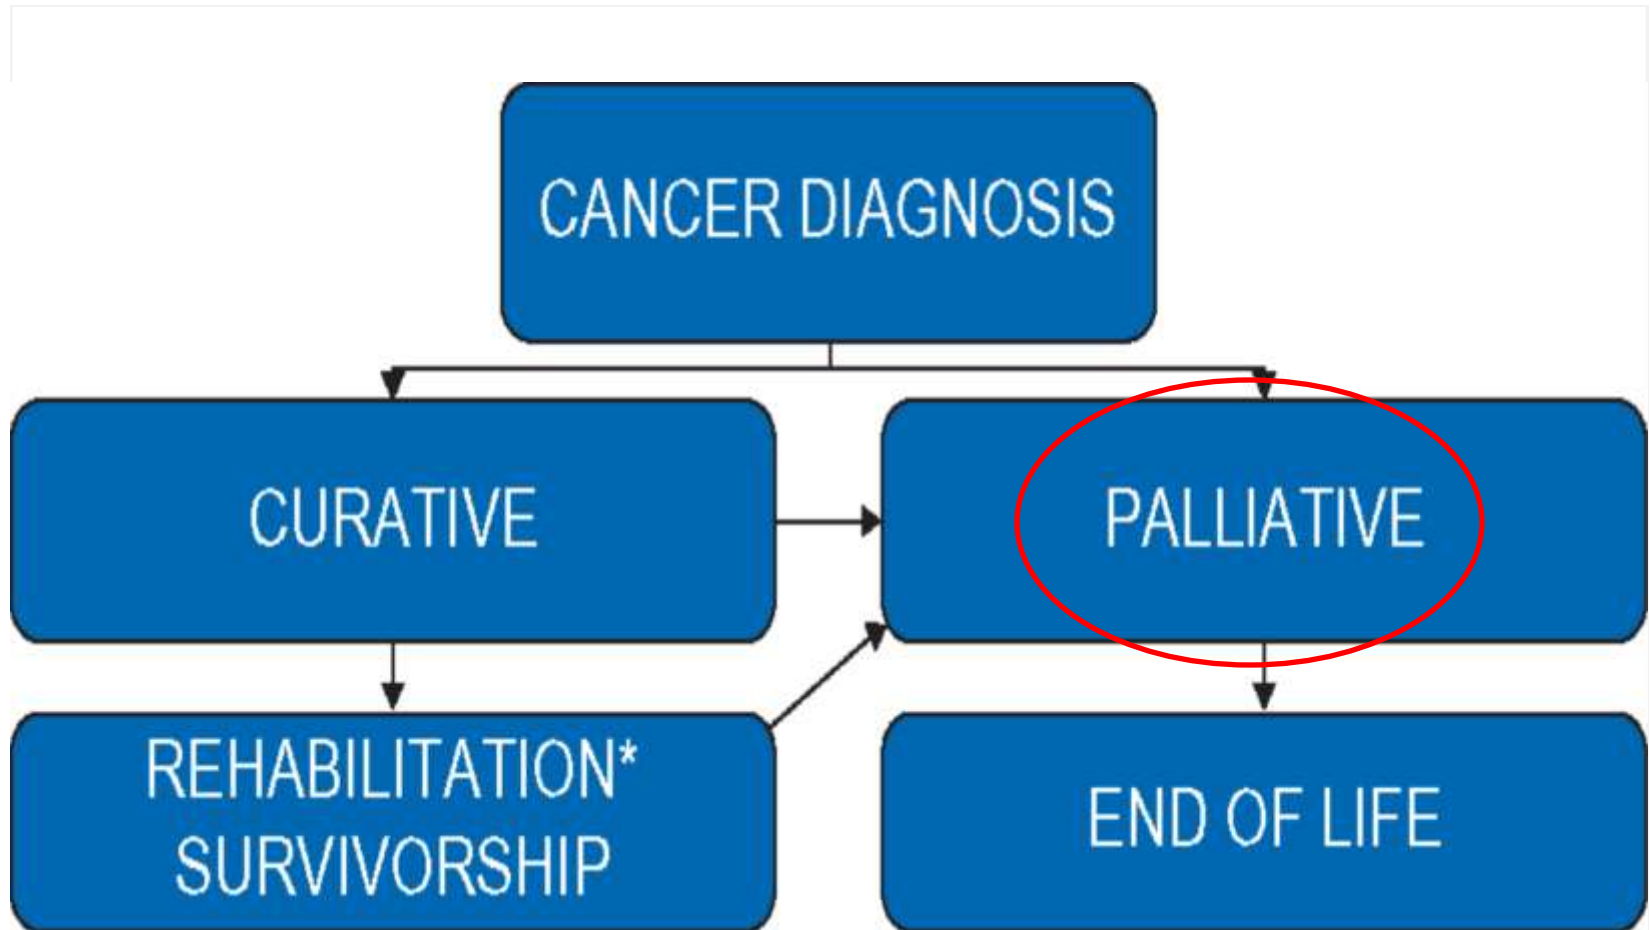 CANCER DIAGNOSIS
CURATIVE
PALLIATIVE
REHABILITATION*
SURVIVORSHIP
END OF LIFE